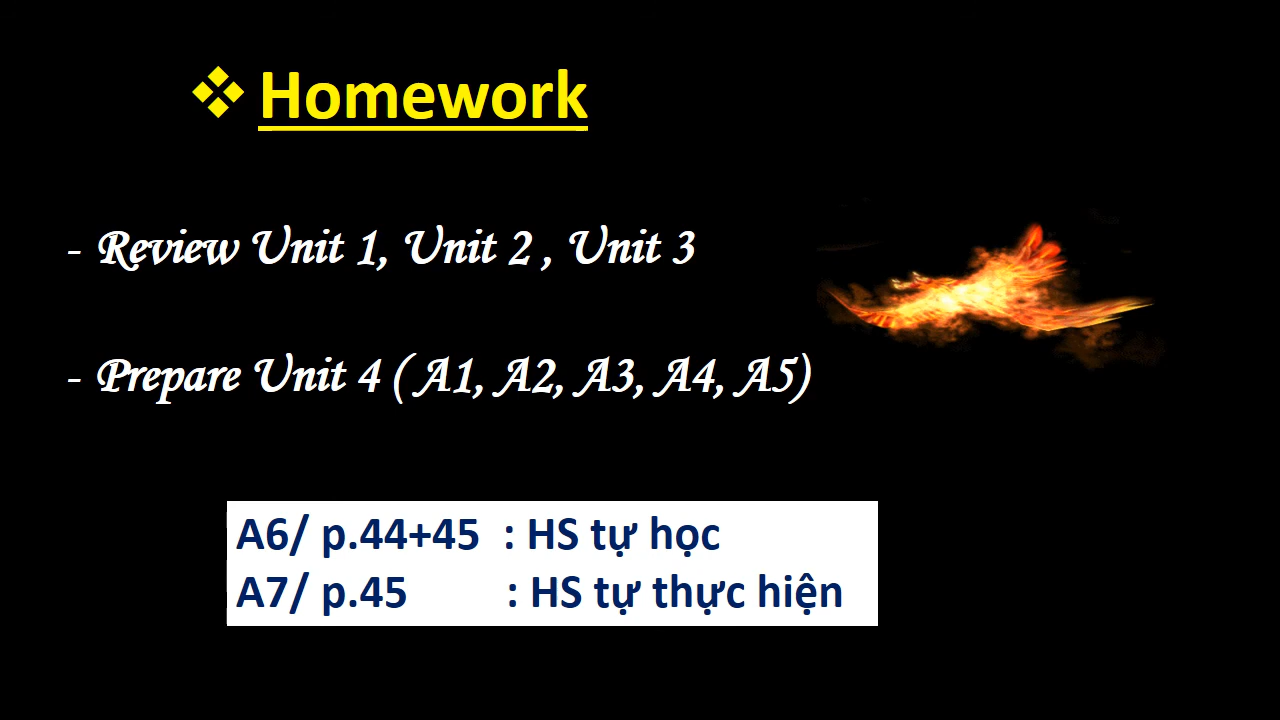 ❖ Homework
- Review Unit 1, Unit 2 , Unit 3
- Prepare Unit 4 ( A1, A2, A3, A4, A5)
A6/ p.44+45 : HS tự học
A7/ p.45 : HS tự thực hiện